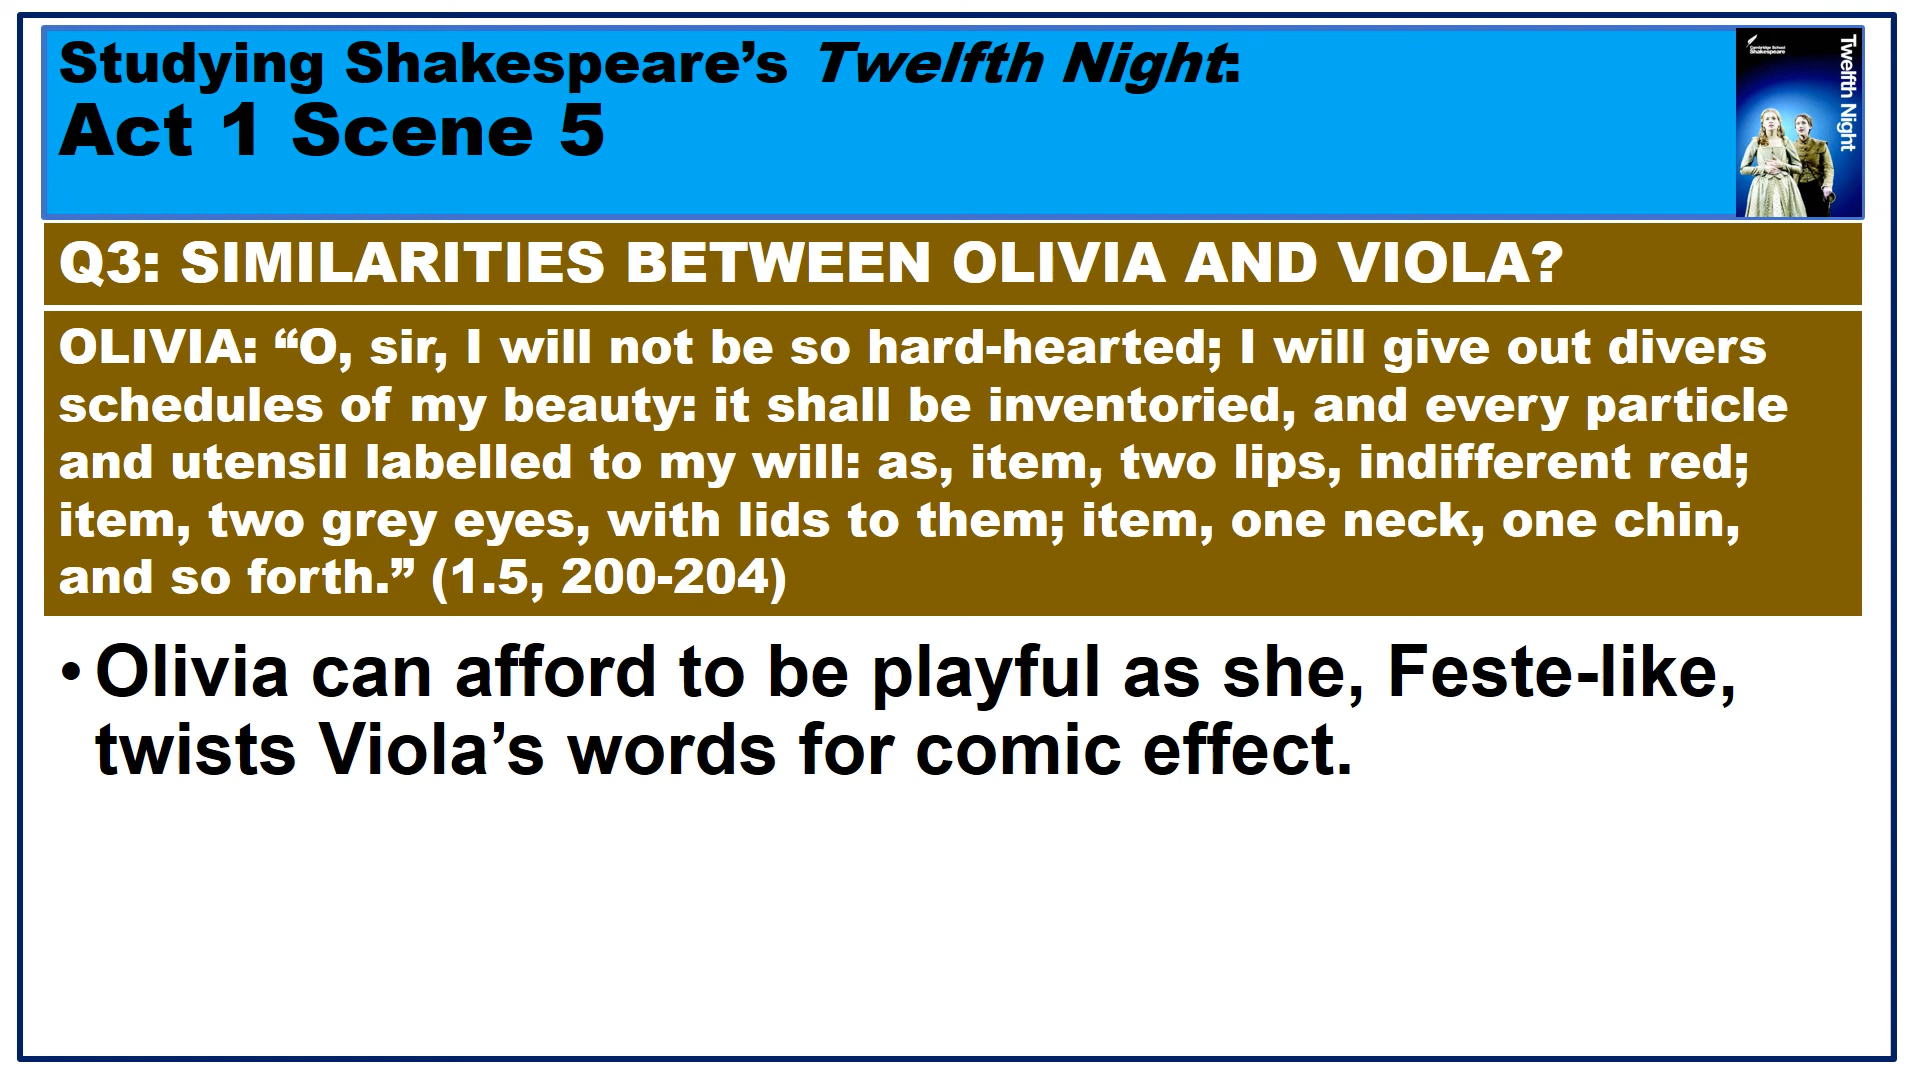 Studying Shakespeare’s Twelfth Night:
Act 1 Scene 5
Cambridge School
Shakespeare
Twelfth Night
Q3: SIMILARITIES BETWEEN OLIVIA AND VIOLA?
OLIVIA: “O, sir, I will not be so hard-hearted; I will give out divers
schedules of my beauty: it shall be inventoried, and every particle
and utensil labelled to my will: as, item, two lips, indifferent red;
item, two grey eyes, with lids to them; item, one neck, one chin,
and so forth.” (1.5, 200-204)
• Olivia can afford to be playful as she, Feste-like,
twists Viola’s words for comic effect.